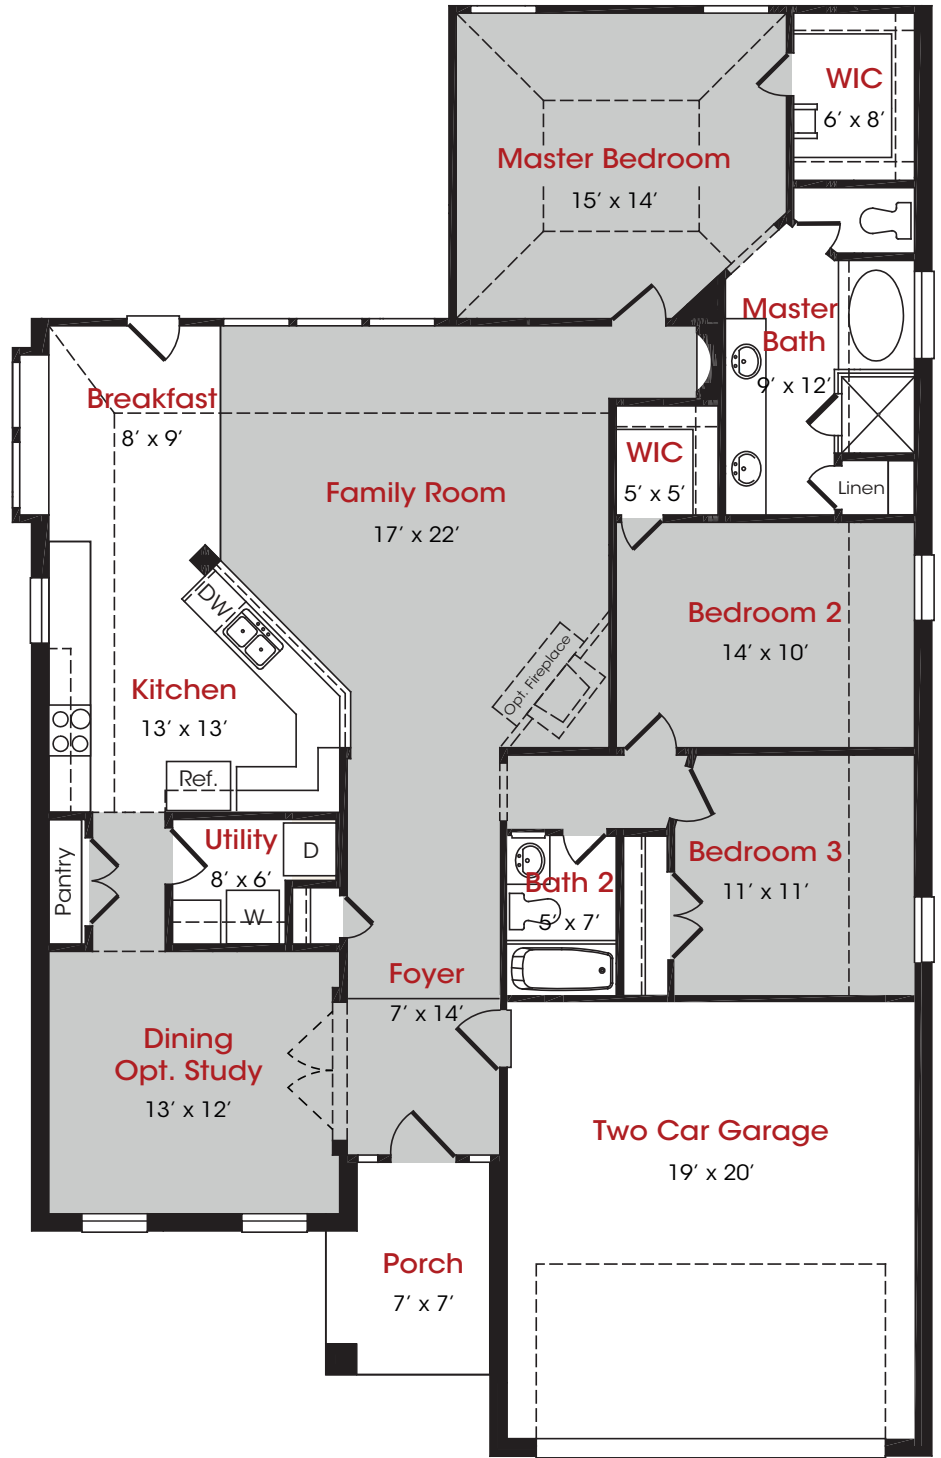 WIC
6’ x 8’
Master Bedroom
15’ x 14’
Master
Bath
9’ x 12’
Breakfast
8’ x 9’
WIC
5’ x 5’
Linen
Family Room
17’ x 22’
DW
Bedroom 2
14’ x 10’
Opt. Fireplace
Kitchen
13’ x 13’
Ref.
Utility
8’ x 6’
D
W
Pantry
Bedroom 3
11’ x 11’
Bath 2
5’ x 7’
Foyer
7’ x 14’
Dining
Opt. Study
13’ x 12’
Two Car Garage
19’ x 20’
Porch
7’ x 7’